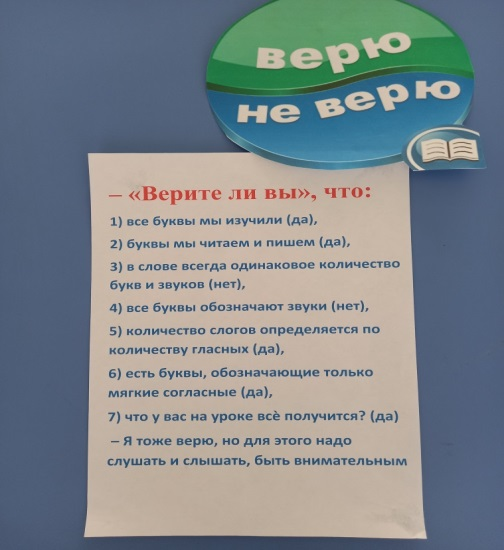 верю
не верю
– «Верите ли вы», что:
1) все буквы мы изучили (да),
2) буквы мы читаем и пишем (да),
3) в слове всегда одинаковое количество
букв и звуков (нет),
4) все буквы обозначают звуки (нет),
5) количество слогов определяется по
количеству гласных (да),
6) есть буквы, обозначающие только
мягкие согласные (да),
7) что у вас на уроке всѐ получится? (да)
– Я тоже верю, но для этого надо
слушать и слышать, быть внимательным